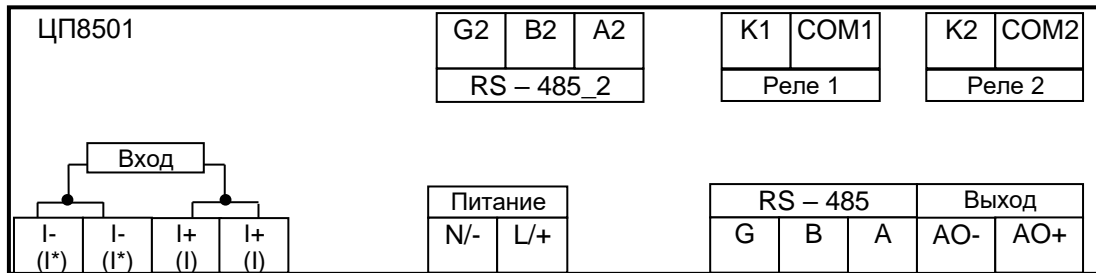 ЦП8501 G2 B2 A2 K1 COM1 K2 COM2
RS – 485_2 Реле 1 Реле 2
Вход
Питание RS – 485 Выход
I- I- I+ I+ N/- L/+ G B A AO- AO+
(I*) (I*) (I) (I)